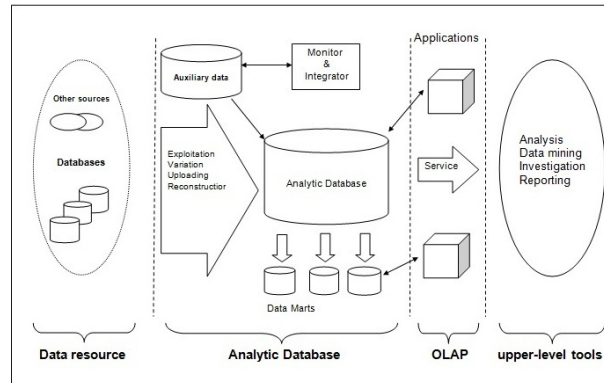 Other sources
Databases
Auxiliary data
Monitor
&
Integrator
Exploitation
Variation
Uploading
Reconstruction
Analytic Database
Data Marts
Applications
Service
Analysis
Data mining
Investigation
Reporting
Data resource
Analytic Database
OLAP
upper-level tools